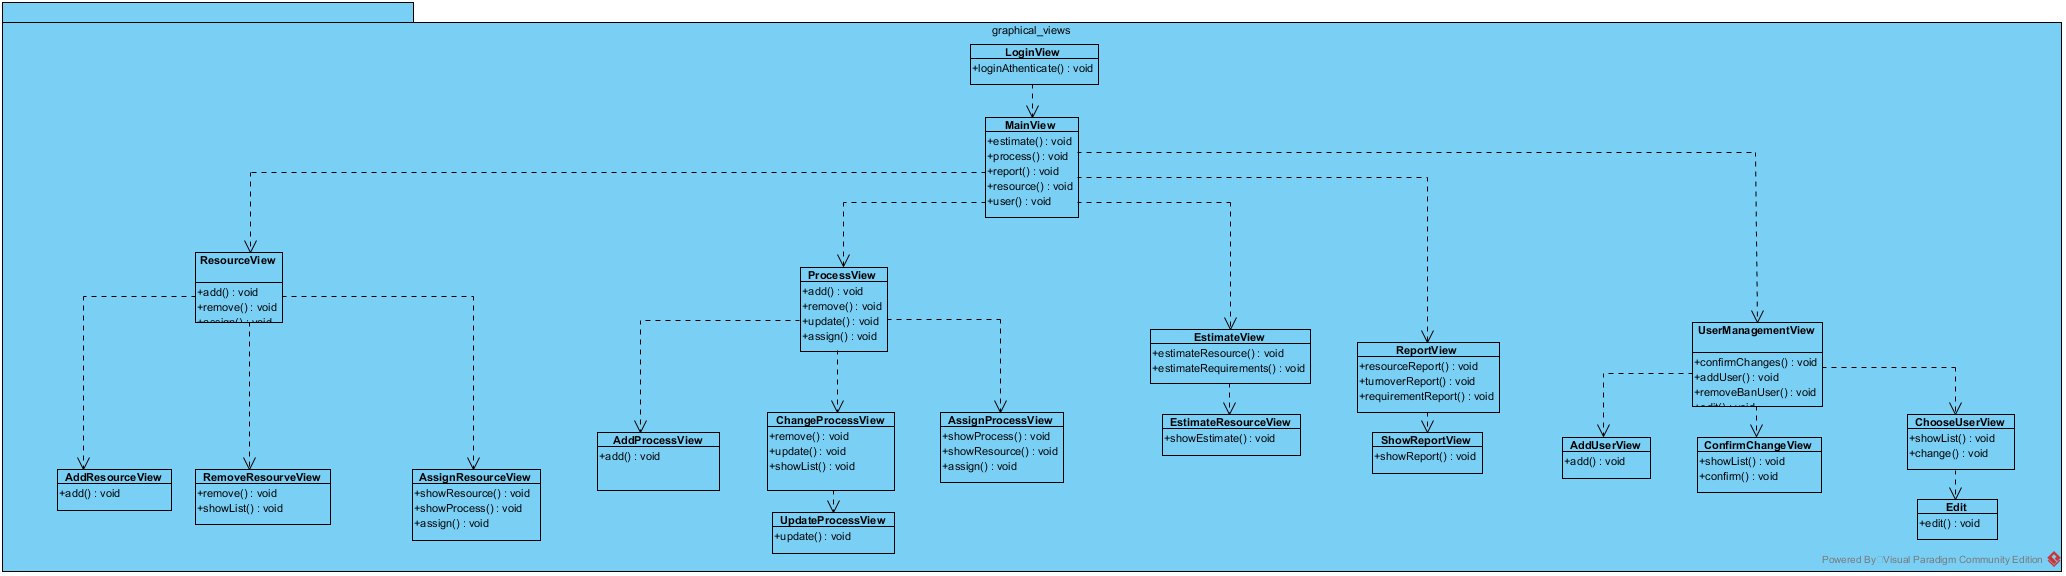 graphical_views
LoginView
+loginAthenticate() : void
MainView
+estimate() : void
+process() : void
+report() : void
+resource() : void
+user() : void
ResourceView
+add() : void
+remove() : void
+assign() : void
ProcessView
+add() : void
+remove() : void
+update() : void
+assign() : void
EstimateView
+estimateResource() : void
+estimateRequirements() : void
ReportView
+resourceReport() : void
+turnoverReport() : void
+requirementReport() : void
UserManagementView
+confirmChanges() : void
+addUser() : void
+removeBanUser() : void
+edit() : void
AddResourceView
+add() : void
RemoveResourveView
+remove() : void
+showList() : void
AssignResourceView
+showResource() : void
+showProcess() : void
+assign() : void
AddProcessView
+add() : void
ChangeProcessView
+remove() : void
+update() : void
+showList() : void
AssignProcessView
+showProcess() : void
+showResource() : void
+assign() : void
UpdateProcessView
+update() : void
EstimateResourceView
+showEstimate() : void
ShowReportView
+showReport() : void
AddUserView
+add() : void
ConfirmChangeView
+showList() : void
+confirm() : void
ChooseUserView
+showList() : void
+change() : void
Edit
+edit() : void
Powered By Visual Paradigm Community Edition